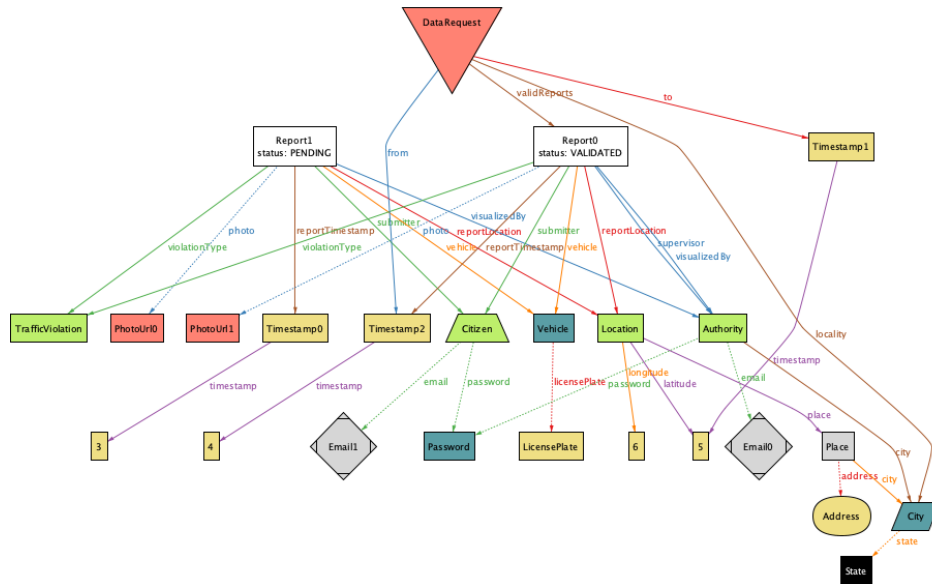 DataRequest
validReports
to
Report1
status: PENDING
Report0
status: VALIDATED
Timestamp1
from
photo
reportTimestamp
violationType
submitter
violationType
visualizedBy
photo
reportLocation
vehicle
reportTimestamp
submitter
vehicle
reportLocation
supervisor
visualizedBy
locality
TrafficViolation
PhotoUrl0
PhotoUrl1
Timestamp0
Timestamp2
Citizen
Vehicle
Location
Authority
timestamp
timestamp
timestamp
email
password
licensePlate
password
longitude
latitude
email
place
3
4
Email1
Password
LicensePlate
6
5
Email0
Place
city
address
city
Address
City
state
State